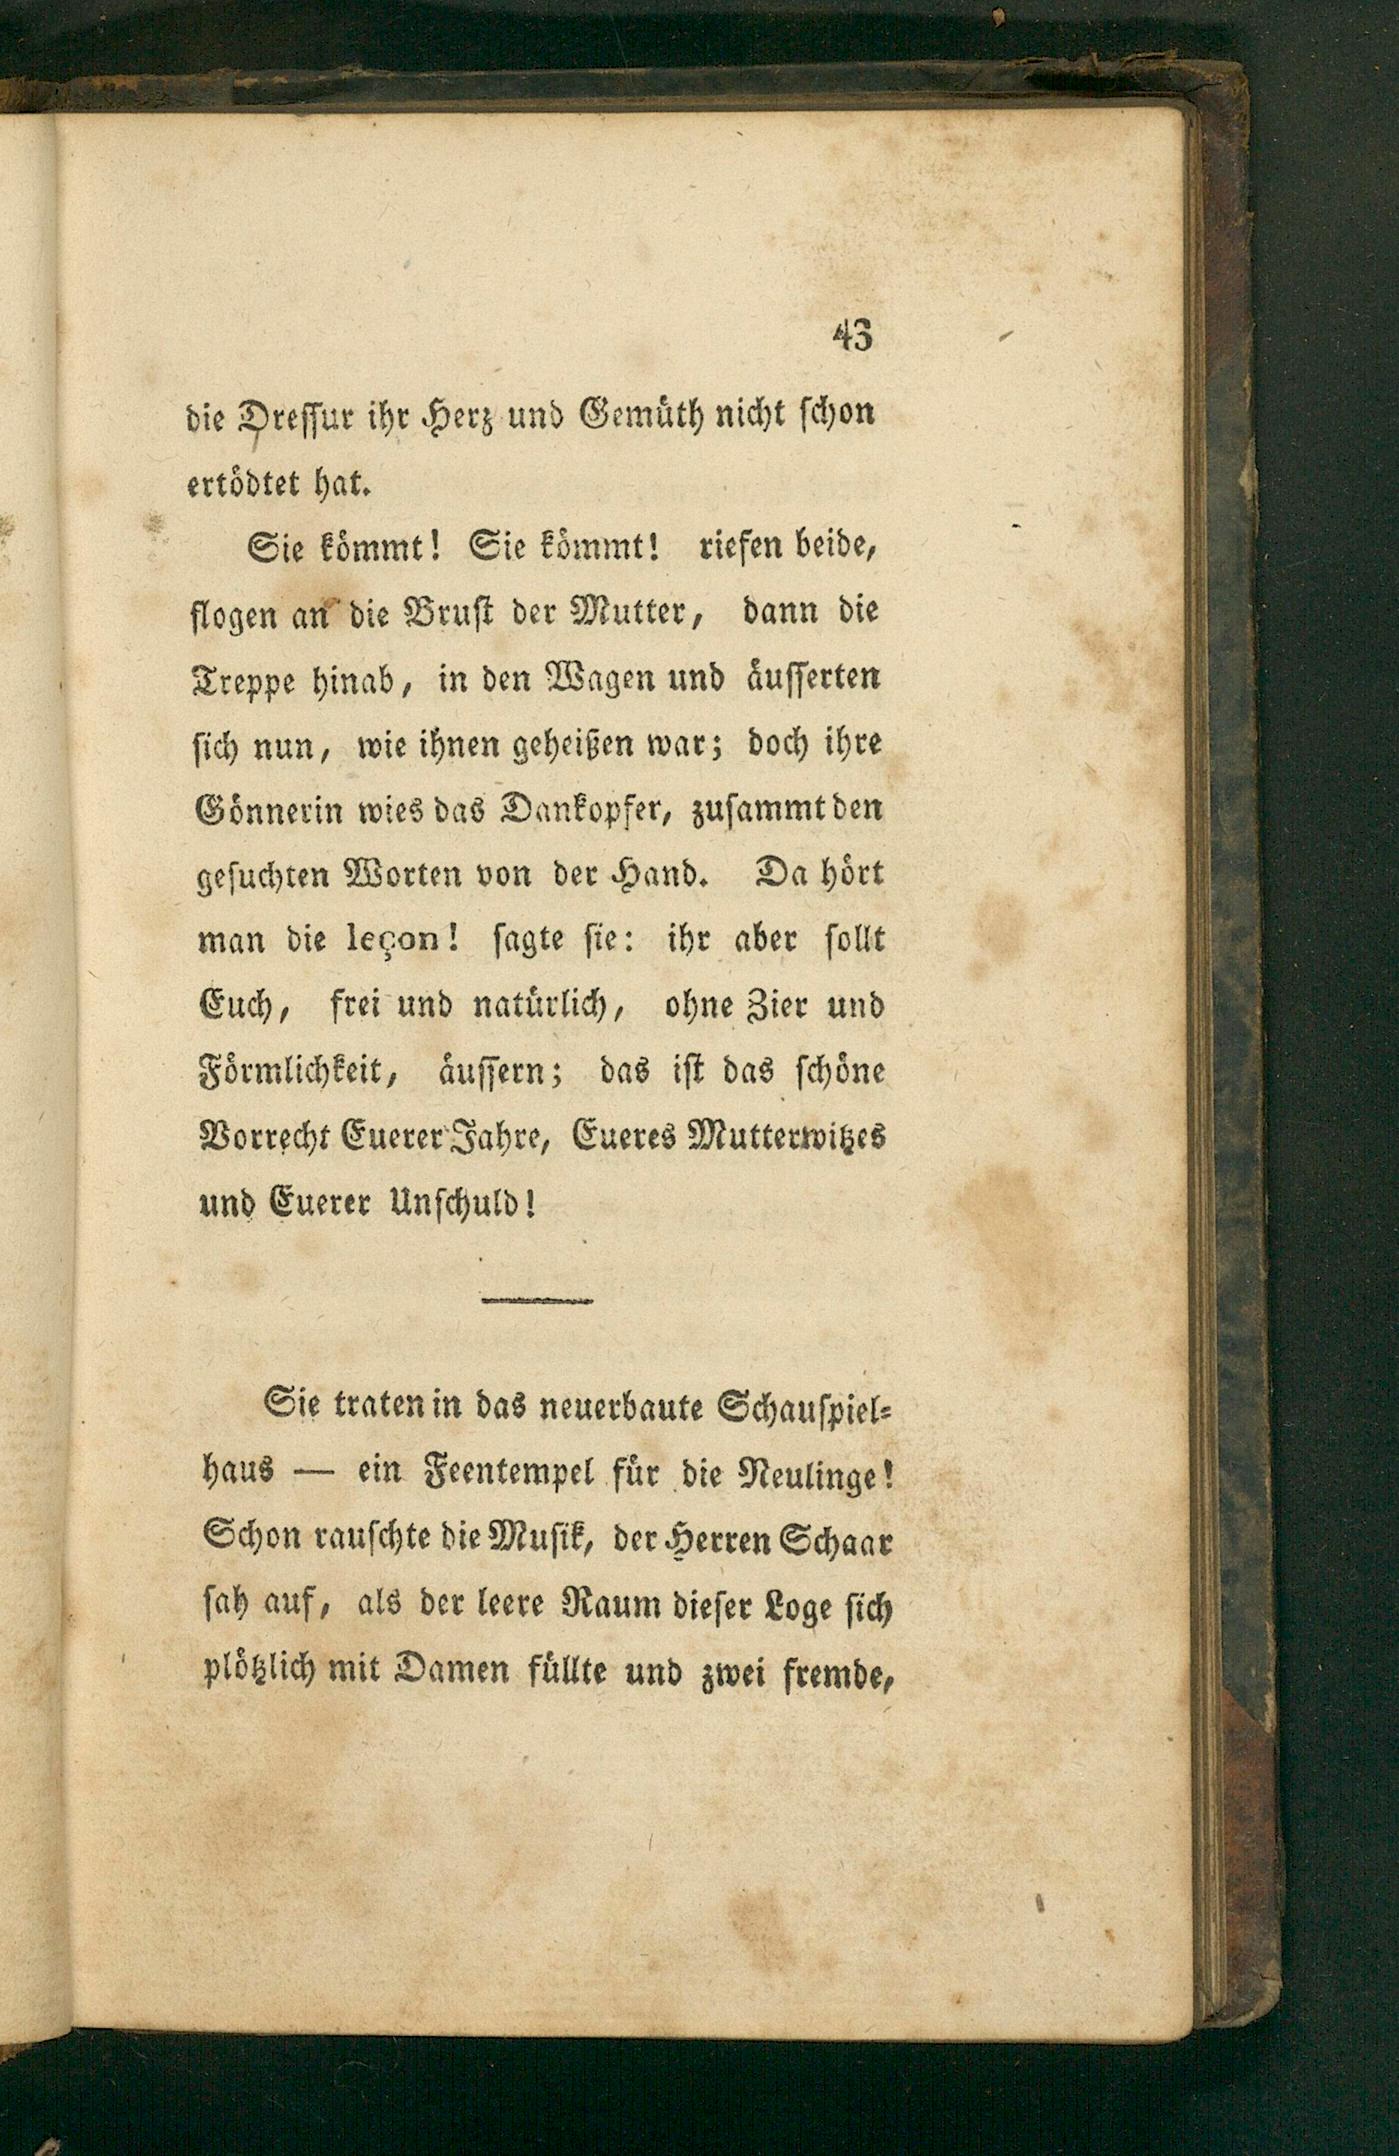 43
die Dressur ihr Herz und Gemüth nicht schon
ertödtet hat.
Sie kömmt! Sie kömmt! riefen beide,
flogen an die Brust der Mutter, dann die
Treppe hinab, in den Wagen und äusserten
sich nun, wie ihnen geheißen war; doch ihre
Gönnerin wies das Dankopfer, zusammt den
gesuchten Worten von der Hand. Da hört
man die leçon! sagte sie: ihr aber sollt
Euch, frei und natürlich, ohne Zier und
Förmlichkeit, äussern; das ist das schöne
Vorrecht Euerer Jahre, Eueres Mutterwitzes
und Euerer Unschuld!
Sie traten in das neuerbaute Schauspiel-
haus — ein Feentempel für die Neulinge!
Schon rauschte die Musik, der Herren Schaar
sah auf, als der leere Raum dieser Loge sich
plötzlich mit Damen füllte und zwei fremde,